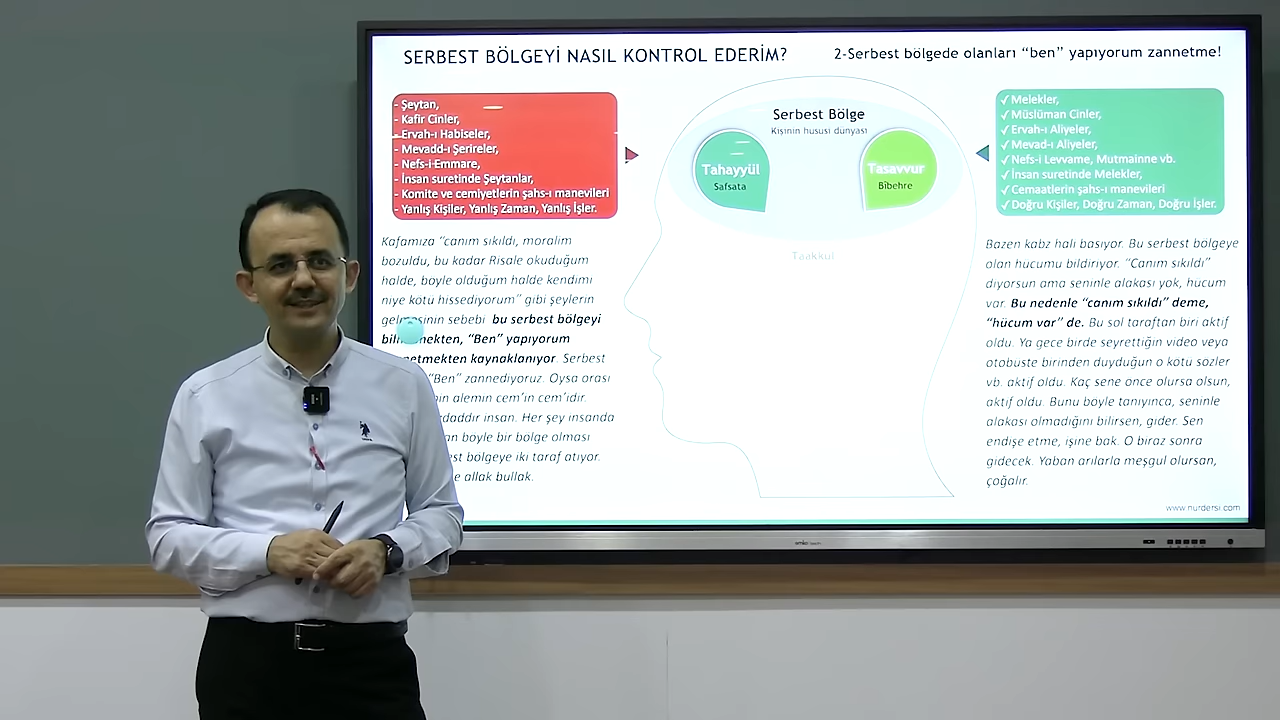 SERBEST BÖLGEYİ NASIL KONTROL EDERİM?
2-Serbest bölgede olanları “ben” yapıyorum zannetme!
- Şeytan,
- Kafir Cinler,
- Ervah-ı Habiseler,
- Mevadd-ı Şerireler,
- Nefs-i Emmare,
- İnsan suretinde Şeytanlar,
- Komite ve cemiyetlerin şahs-ı manevileri
- Yanlış Kişiler, Yanlış Zaman, Yanlış İşler.
Serbest Bölge
Kişinin hususi dünyası
Tahayyül
Safsata
Tasavvur
Bîbehre
Taakkul
✓ Melekler,
✓ Müslüman Cinler,
✓ Ervah-ı Aliyeler,
✓ Mevad-ı Aliyeler,
✓ Nefs-i Levvame, Mutmainne vb.
✓ İnsan suretinde Melekler,
✓ Cemaatlerin şahs-ı manevileri
✓ Doğru Kişiler, Doğru Zaman, Doğru İşler.
Kafamıza “canım sıkıldı, moralim
bozuldu, bu kadar Risale okuduğum
halde, böyle olduğum halde kendimi
niye kötü hissediyorum” gibi şeylerin
sebebi bu serbest bölgeyi
“Ben” yapıyorum
kaynaklanıyor. Serbest
“Ben” zannediyoruz. Oysa orası
bin alemin cem’in cem’idir.
insan. Her şey insanda
böyle bir bölge olması
bölgeye iki taraf atıyor.
allak bullak.
Bazen kabz hali basıyor. Bu serbest bölgeye
olan hücumu bildiriyor. “Canım sıkıldı”
diyorsun ama seninle alakası yok, hücum
var. Bu nedenle “canım sıkıldı” deme,
“hücum var” de. Bu sol taraftan biri aktif
oldu. Ya gece birde seyrettiğin video veya
otobüste birinden duyduğun o kötü sözler
vb. aktif oldu. Kaç sene önce olursa olsun,
aktif oldu. Bunu böyle tanıyınca, seninle
alakası olmadığını bilirsen, gider. Sen
endişe etme, işine bak. O biraz sonra
gidecek. Yaban arılarla meşgul olursan,
çoğalır.
www.nurdersi.com